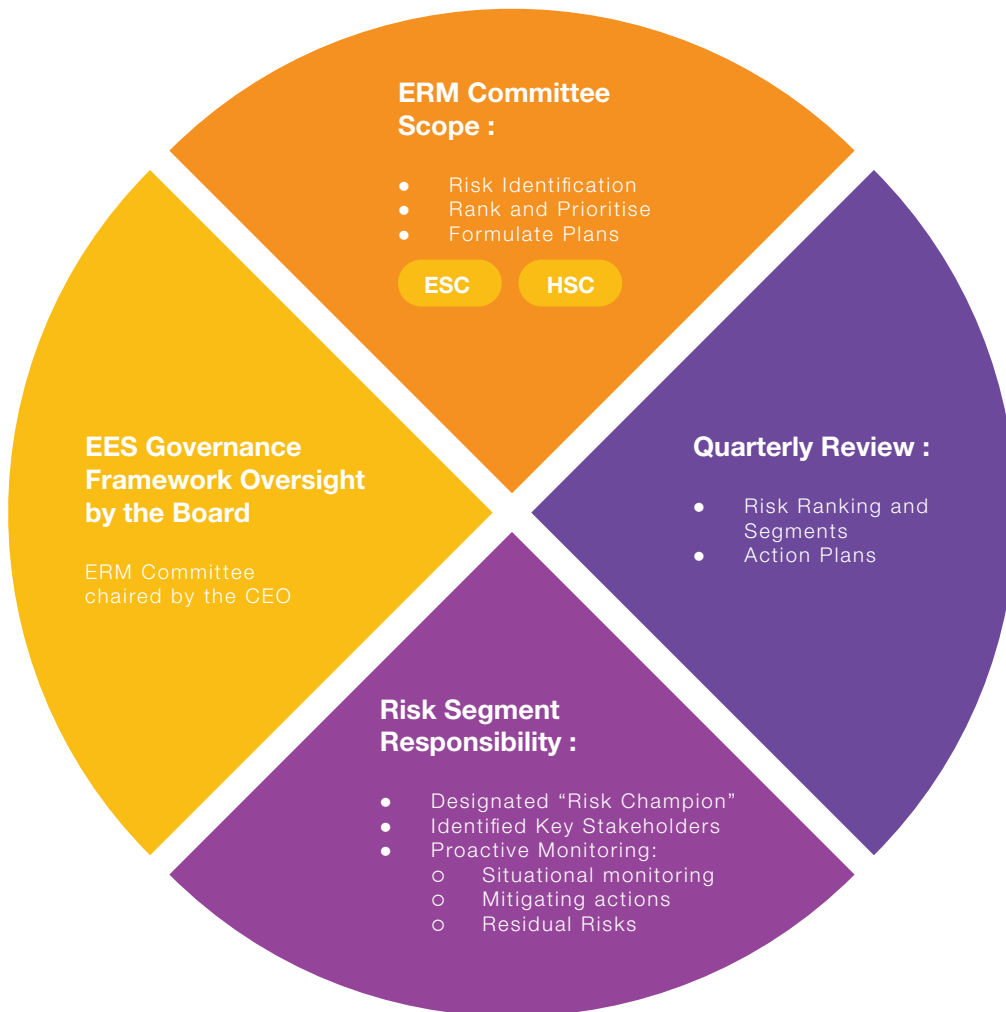 ERM Committee
Scope :
● Risk Identification
● Rank and Prioritise
● Formulate Plans
ESC HSC
EES Governance
Framework Oversight
by the Board
ERM Committee
chaired by the CEO
Quarterly Review :
● Risk Ranking and
Segments
● Action Plans
Risk Segment
Responsibility :
● Designated “Risk Champion”
● Identified Key Stakeholders
● Proactive Monitoring:
○ Situational monitoring
○ Mitigating actions
○ Residual Risks